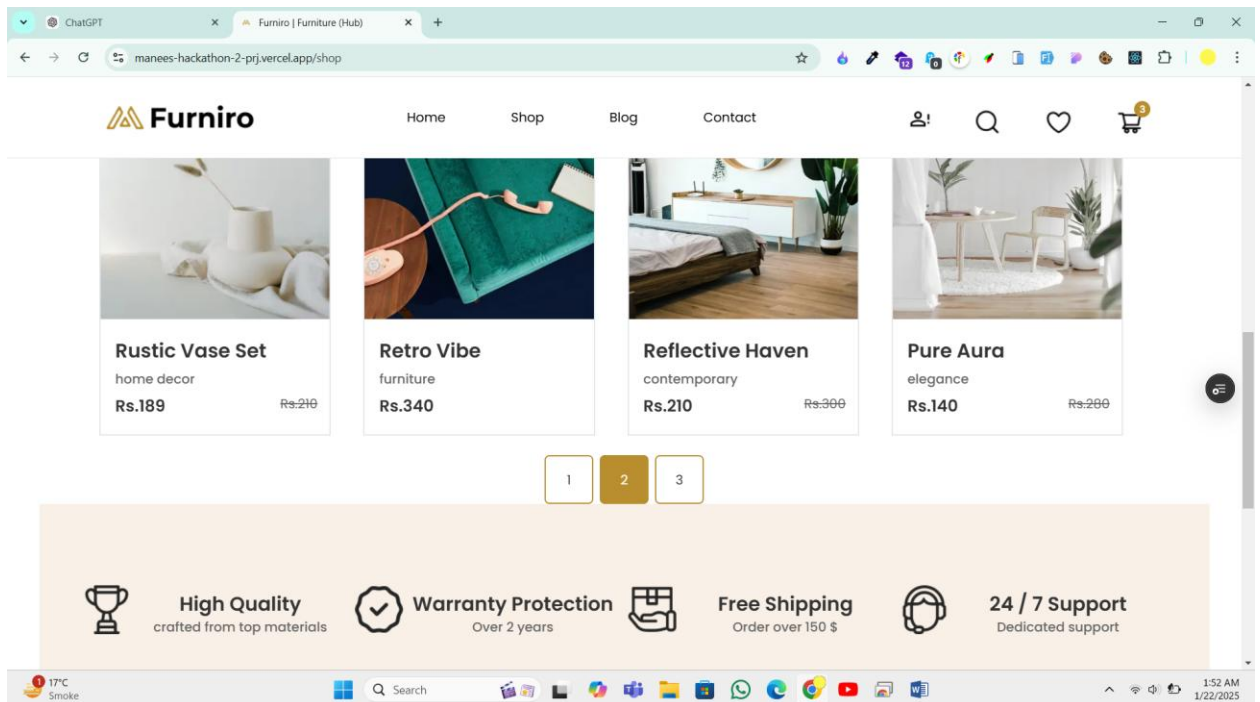 ChatGPT
Furniro | Furniture (Hub)
manees-hackathon-2-prj.vercel.app/shop
12
0
Furniro
Home Shop Blog Contact
3
Rustic Vase Set
home decor
Rs.189 Rs.210
Retro Vibe
furniture
Rs.340
Reflective Haven
contemporary
Rs.210 Rs.300
Pure Aura
elegance
Rs.140 Rs.280
1 2 3
High Quality
crafted from top materials
Warranty Protection
Over 2 years
Free Shipping
Order over 150 $
24 / 7 Support
Dedicated support
1
17°C
Smoke
Search
1:52 AM
1/22/2025